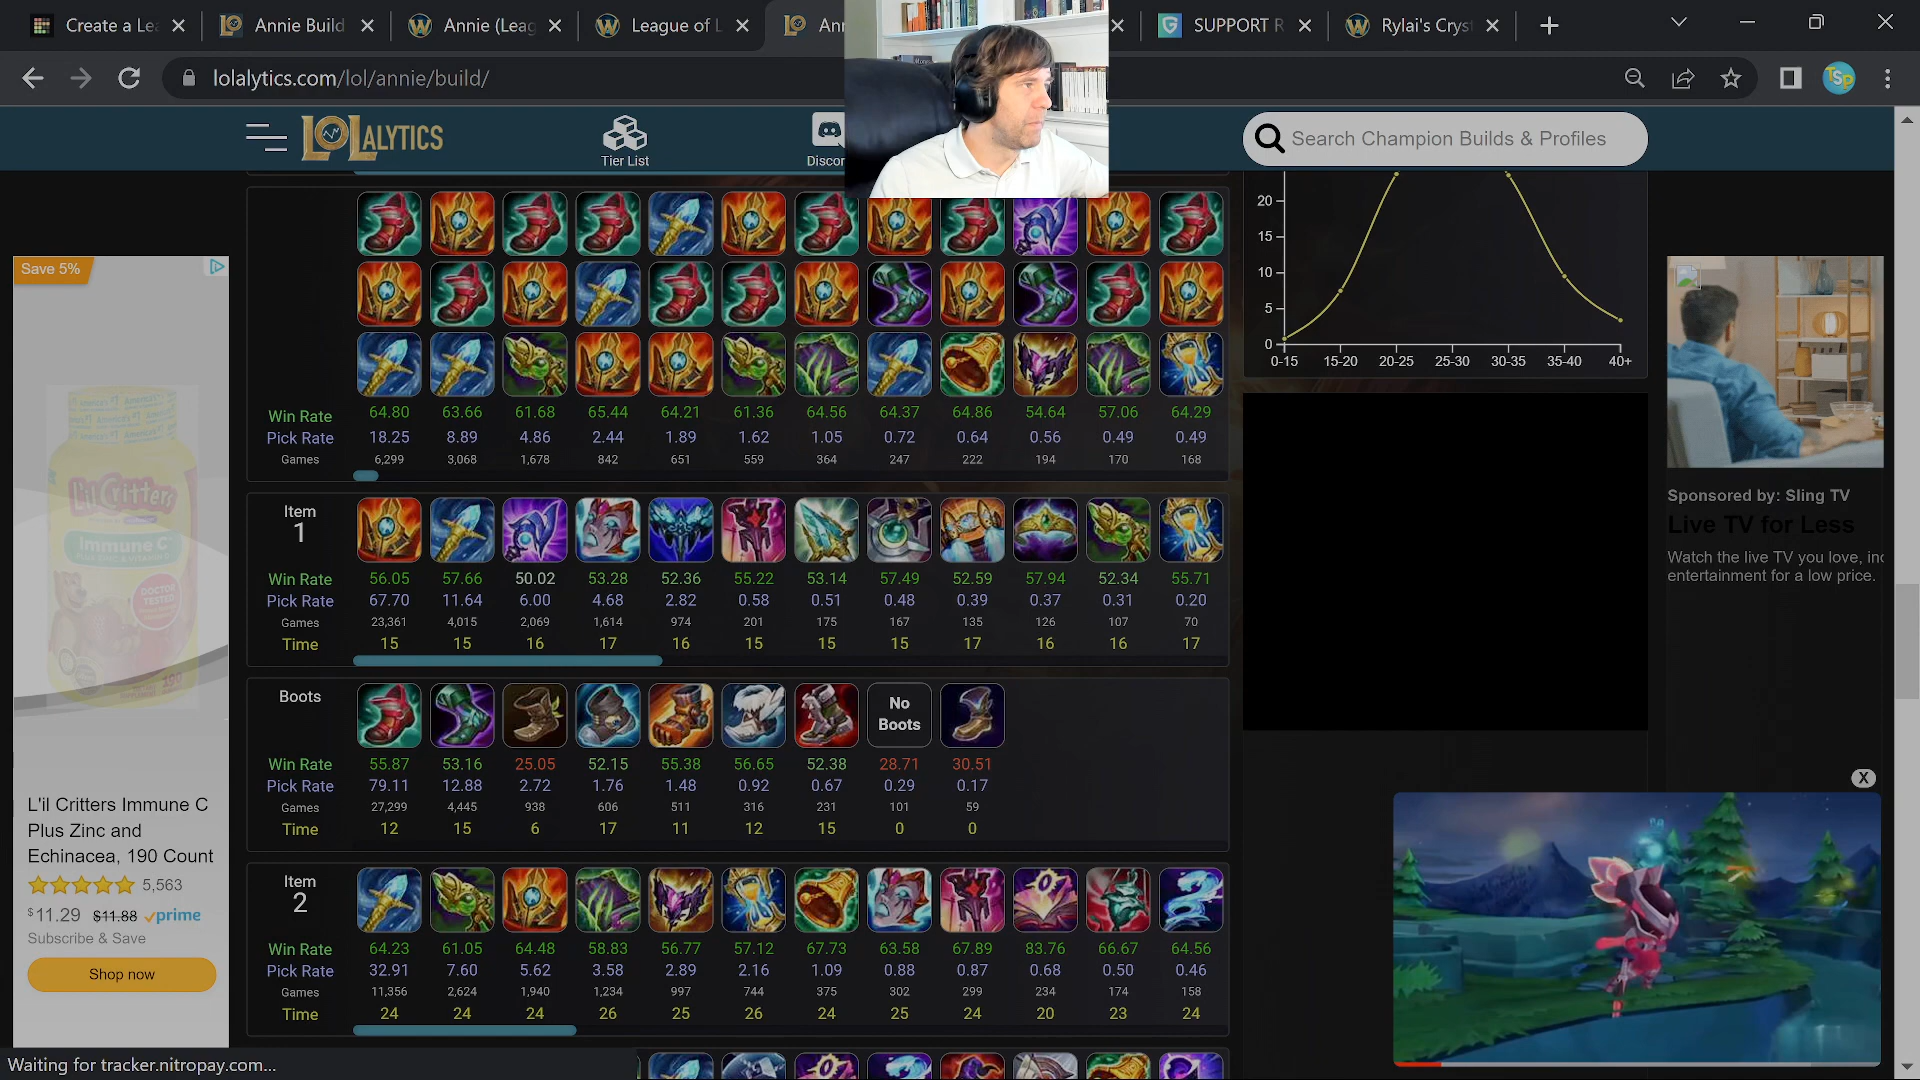 Create a Lea
Annie Build
Annie (Leag
League of L
Ann
SUPPORT R
Rylai's Cryst
lolalytics.com/lol/annie/build/
TSP
LOLALYTICS
Tier List
Discor
Search Champion Builds & Profiles
20
15
10
5
0
0-15 15-20 20-25 25-30 30-35 35-40 40+
Win Rate 64.80 63.66 61.68 65.44 64.21 61.36 64.56 64.37 64.86 54.64 57.06 64.29
Pick Rate 18.25 8.89 4.86 2.44 1.89 1.62 1.05 0.72 0.64 0.56 0.49 0.49
Games 6,299 3,068 1,678 842 651 559 364 247 222 194 170 168
Item
1
Win Rate 56.05 57.66 50.02 53.28 52.36 55.22 53.14 57.49 52.59 57.94 52.34 55.71
Pick Rate 67.70 11.64 6.00 4.68 2.82 0.58 0.51 0.48 0.39 0.37 0.31 0.20
Games 23,361 4,015 2,069 1,614 974 201 175 167 135 126 107 70
Time 15 15 16 17 16 15 15 15 17 16 16 17
Boots
No
Boots
Win Rate 55.87 53.16 25.05 52.15 55.38 56.65 52.38 28.71 30.51
Pick Rate 79.11 12.88 2.72 1.76 1.48 0.92 0.67 0.29 0.17
Games 27,299 4,445 938 606 511 316 231 101 59
Time 12 15 6 17 11 12 15 0 0
Item
2
Win Rate 64.23 61.05 64.48 58.83 56.77 57.12 67.73 63.58 67.89 83.76 66.67 64.56
Pick Rate 32.91 7.60 5.62 3.58 2.89 2.16 1.09 0.88 0.87 0.68 0.50 0.46
Games 11,356 2,624 1,940 1,234 997 744 375 302 299 234 174 158
Time 24 24 24 26 25 26 24 25 24 20 23 24
Save 5%
L'il Critters
Immune C
DOCTOR
TESTED
190
L'il Critters Immune C
Plus Zinc and
Echinacea, 190 Count
5,563
$11.29 $11.88 prime
Subscribe & Save
Shop now
Sponsored by: Sling TV
Live TV for Less
Watch the live TV you love, inc
entertainment for a low price.
X
Waiting for tracker.nitropay.com...